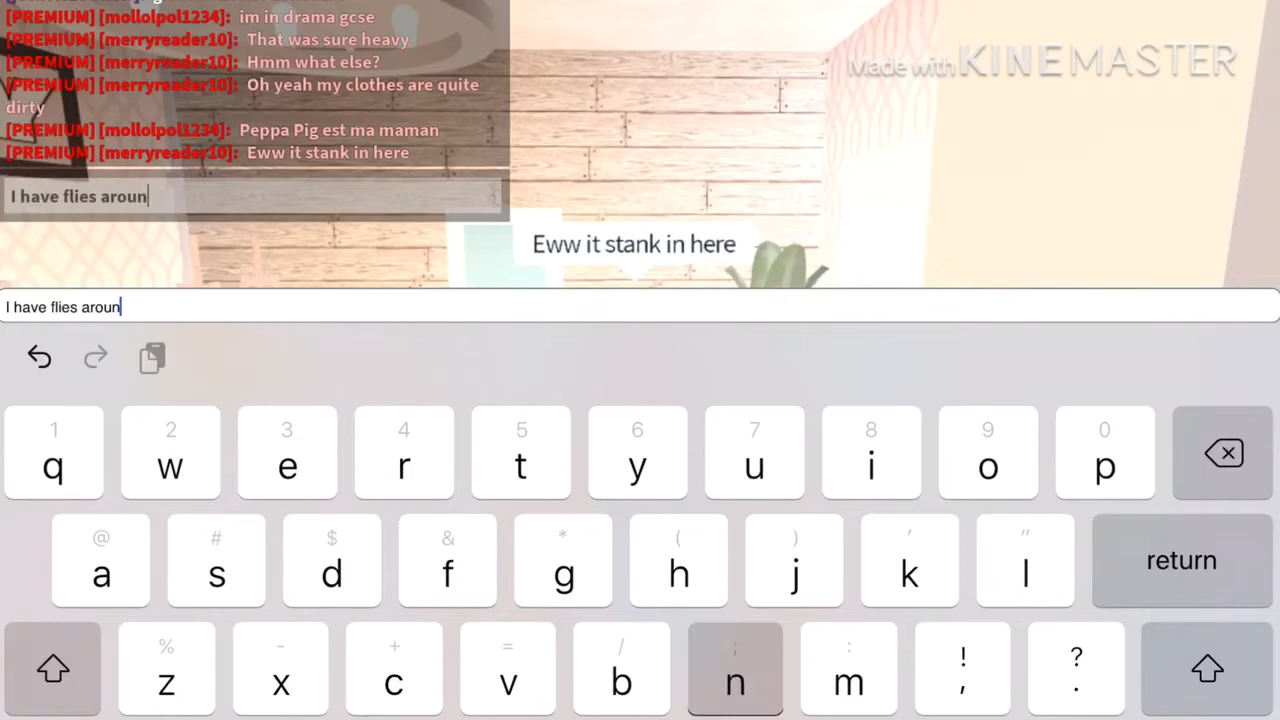 [PREMIUM] [mollolpol1234]: im in drama gcse
[PREMIUM] [merryreader10]: That was sure heavy
[PREMIUM] [merryreader10]: Hmm what else?
[PREMIUM] [merryreader10]: Oh yeah my clothes are quite
dirty
[PREMIUM] [mollolpol1234]: Peppa Pig est ma maman
[PREMIUM] [merryreader10]: Eww it stank in here
I have flies aroun
Made with KINEMASTER
Eww it stank in here
I have flies aroun
1 2 3 4 5 6 7 8 9 0
q w e r t y u i o p
@ # $ & * ( ) ' "
a s d f g h j k l return
% - + = / ; : ! ?
z x c v b n m , .